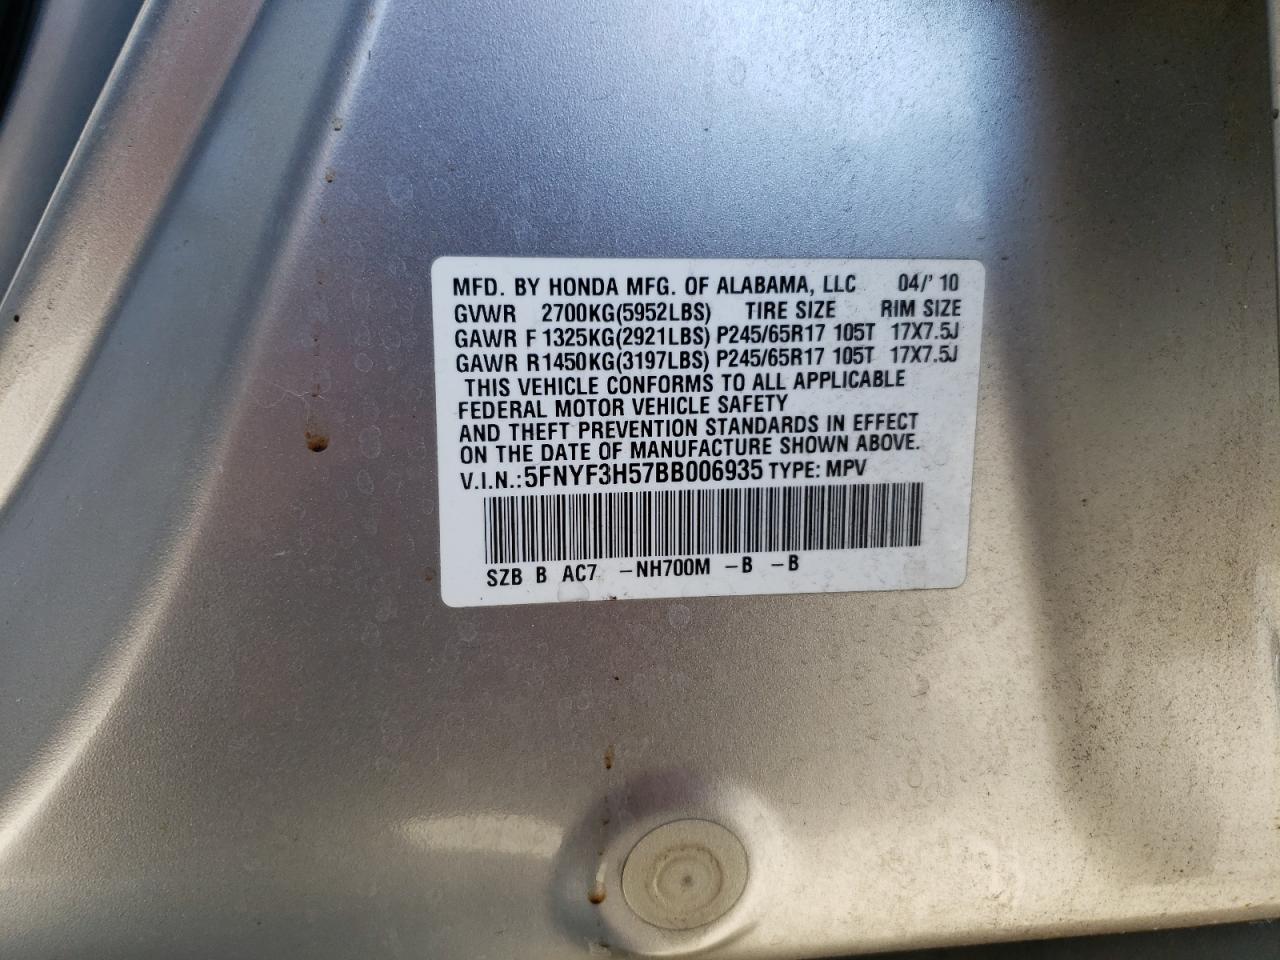 MFD. BY HONDA MFG. OF ALABAMA, LLC 04/' 10
GVWR 2700KG(5952LBS) TIRE SIZE RIM SIZE
GAWR F 1325KG(2921LBS) P245/65R17 105T 17X7.5J
GAWR R1450KG(3197LBS) P245/65R17 105T 17X7.5J
THIS VEHICLE CONFORMS TO ALL APPLICABLE
FEDERAL MOTOR VEHICLE SAFETY
AND THEFT PREVENTION STANDARDS IN EFFECT
ON THE DATE OF MANUFACTURE SHOWN ABOVE.
V.I.N.:5FNYF3H57BB006935 TYPE: MPV
SZB B AC7 -NH700M -B -B